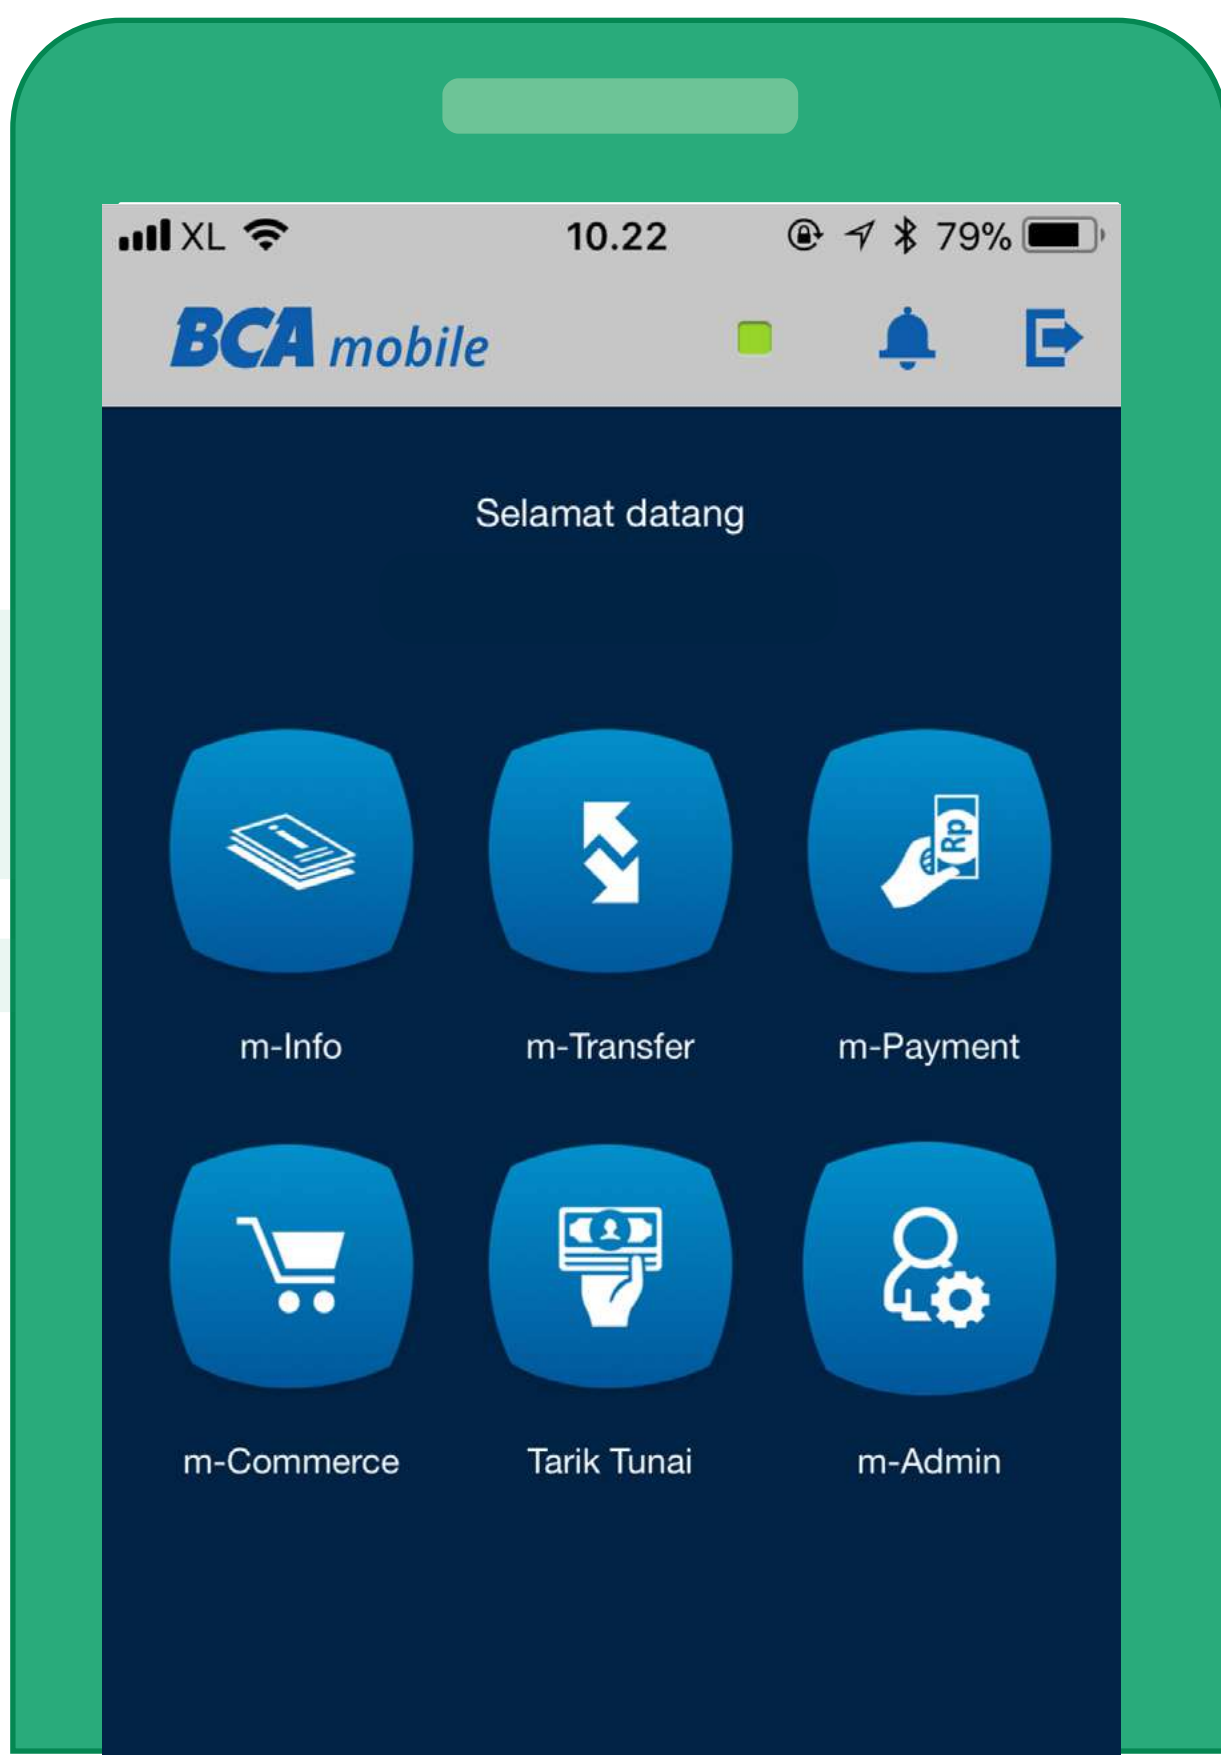 XL 10.22 79%
BCA mobile
Selamat datang
Rp
m-Info m-Transfer m-Payment
m-Commerce Tarik Tunai m-Admin